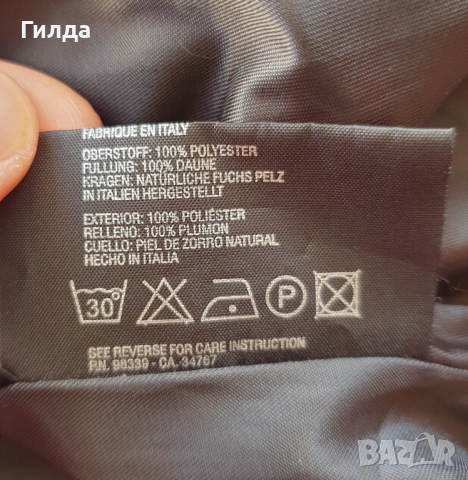 Гилда
FABRIQUE EN ITALY
OBERSTOFF: 100% POLYESTER
FULLUNG: 100% DAUNE
KRAGEN: NATÜRLICHE FUCHS PELZ
IN ITALIEN HERGESTELLT
EXTERIOR: 100% POLIÉSTER
RELLENO: 100% PLUMON
CUELLO: PIEL DE ZORRO NATURAL
HECHO EN ITALIA
30° P
SEE REVERSE FOR CARE INSTRUCTION
RN. 98339 - CA. 34767
BAZAR